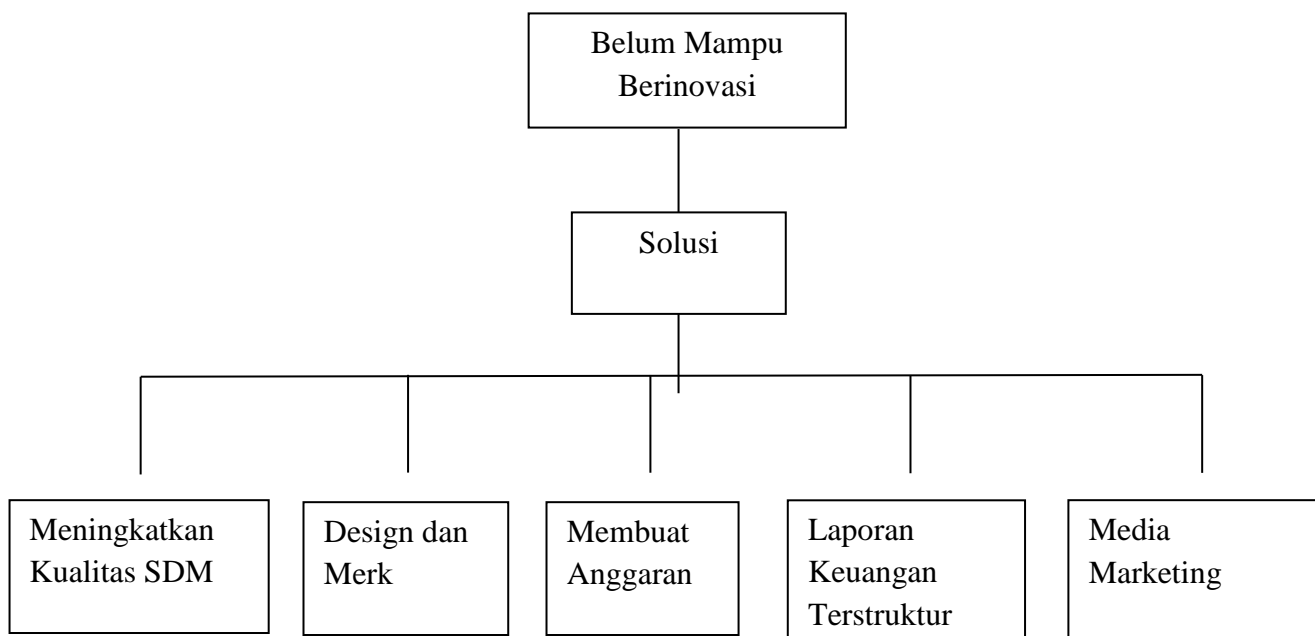 Belum Mampu
Berinovasi
Solusi
Meningkatkan
Kualitas SDM
Design dan
Merk
Membuat
Anggaran
Laporan
Keuangan
Terstruktur
Media
Marketing